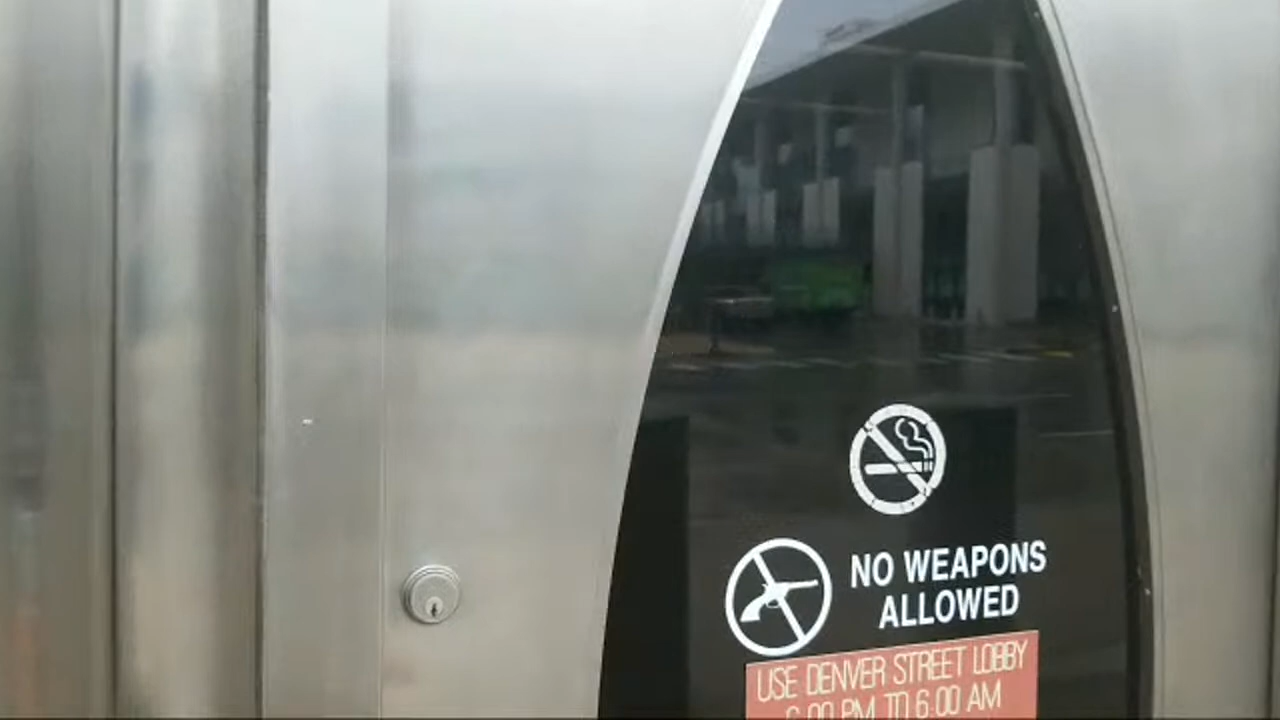 NO WEAPONS
ALLOWED
USE DENVER STREET LOBBY
6:00 PM TO 6:00 AM